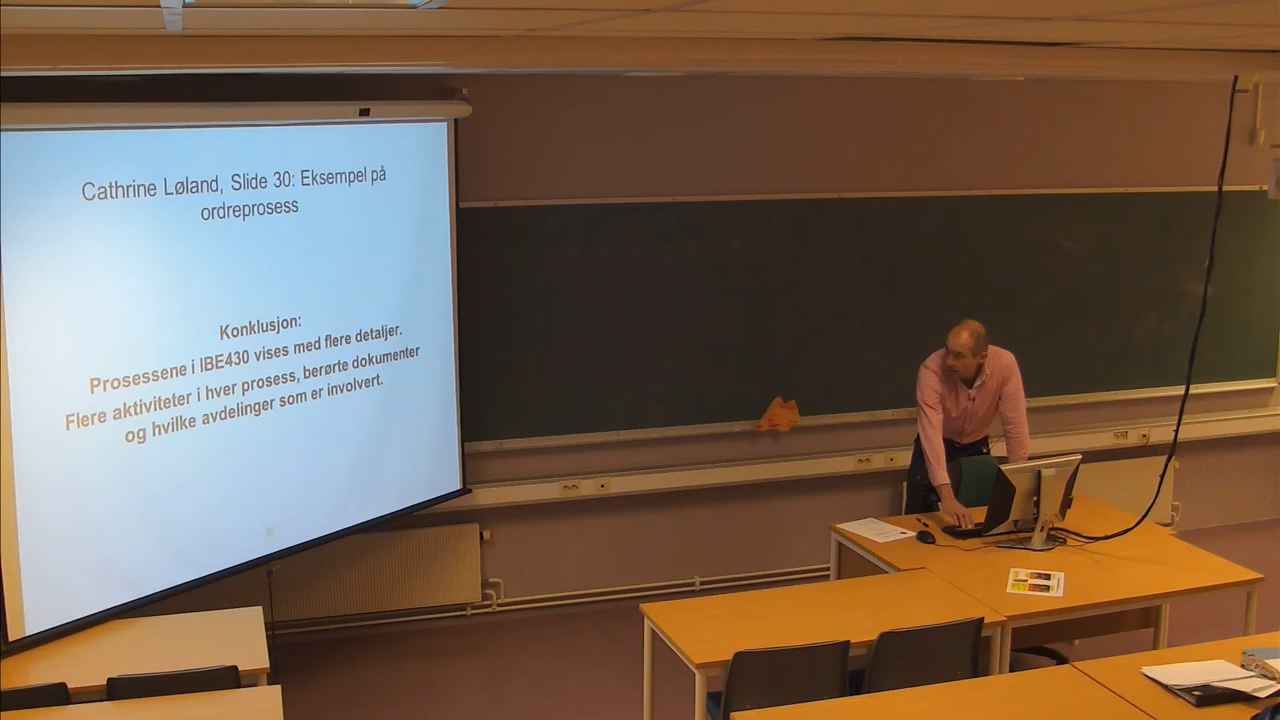 Cathrine Løland, Slide 30: Eksempel på
ordreprosess
Konklusjon:
Prosessene i IBE430 vises med flere detaljer.
Flere aktiviteter i hver prosess, berørte dokumenter
og hvilke avdelinger som er involvert.